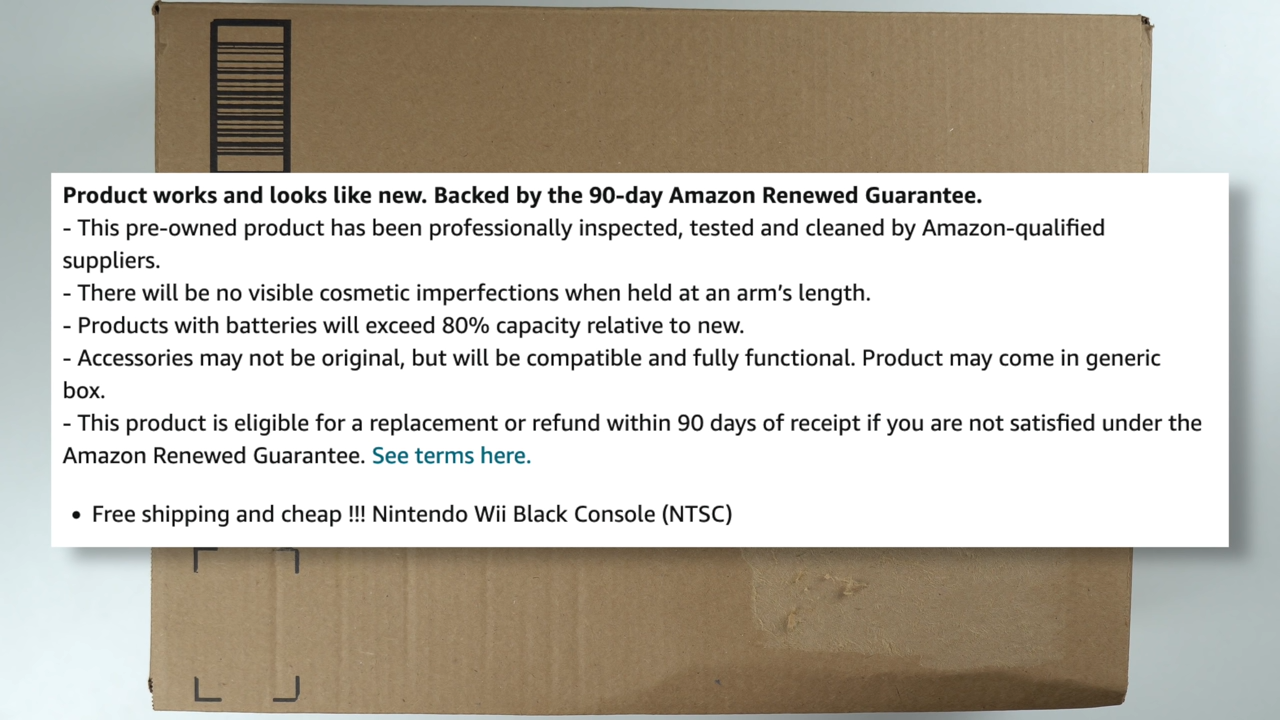 Product works and looks like new. Backed by the 90-day Amazon Renewed Guarantee.
- This pre-owned product has been professionally inspected, tested and cleaned by Amazon-qualified
suppliers.
- There will be no visible cosmetic imperfections when held at an arm’s length.
- Products with batteries will exceed 80% capacity relative to new.
- Accessories may not be original, but will be compatible and fully functional. Product may come in generic
box.
- This product is eligible for a replacement or refund within 90 days of receipt if you are not satisfied under the
Amazon Renewed Guarantee. See terms here.
• Free shipping and cheap !!! Nintendo Wii Black Console (NTSC)